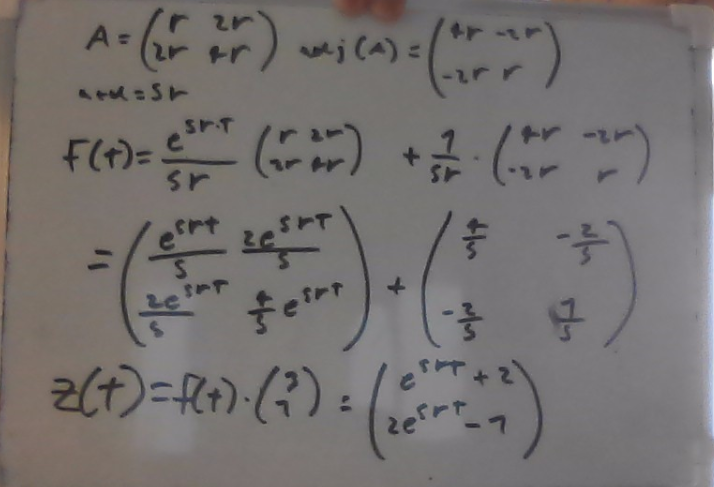 A = (r 2r; 2r 4r) adj(A) = (4r -2r; -2r r)
a+d = 5r
F(t) = e^{5r·t}/5r (r 2r; 2r 4r) + 1/5r · (4r -2r; -2r r)
= (e^{5rt}/5 2e^{5rt}/5; 2e^{5rt}/5 4/5 e^{5rt}) + (4/5 -2/5; -2/5 1/5)
z(t) = F(t) · (3; 1) = (e^{5rt} + 2; 2e^{5rt} - 1)